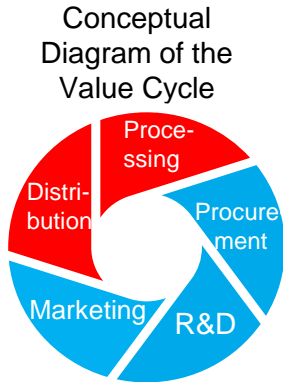 Conceptual
Diagram of the
Value Cycle
Proce-
ssing
Procure-
ment
R&D
Marketing
Distri-
bution